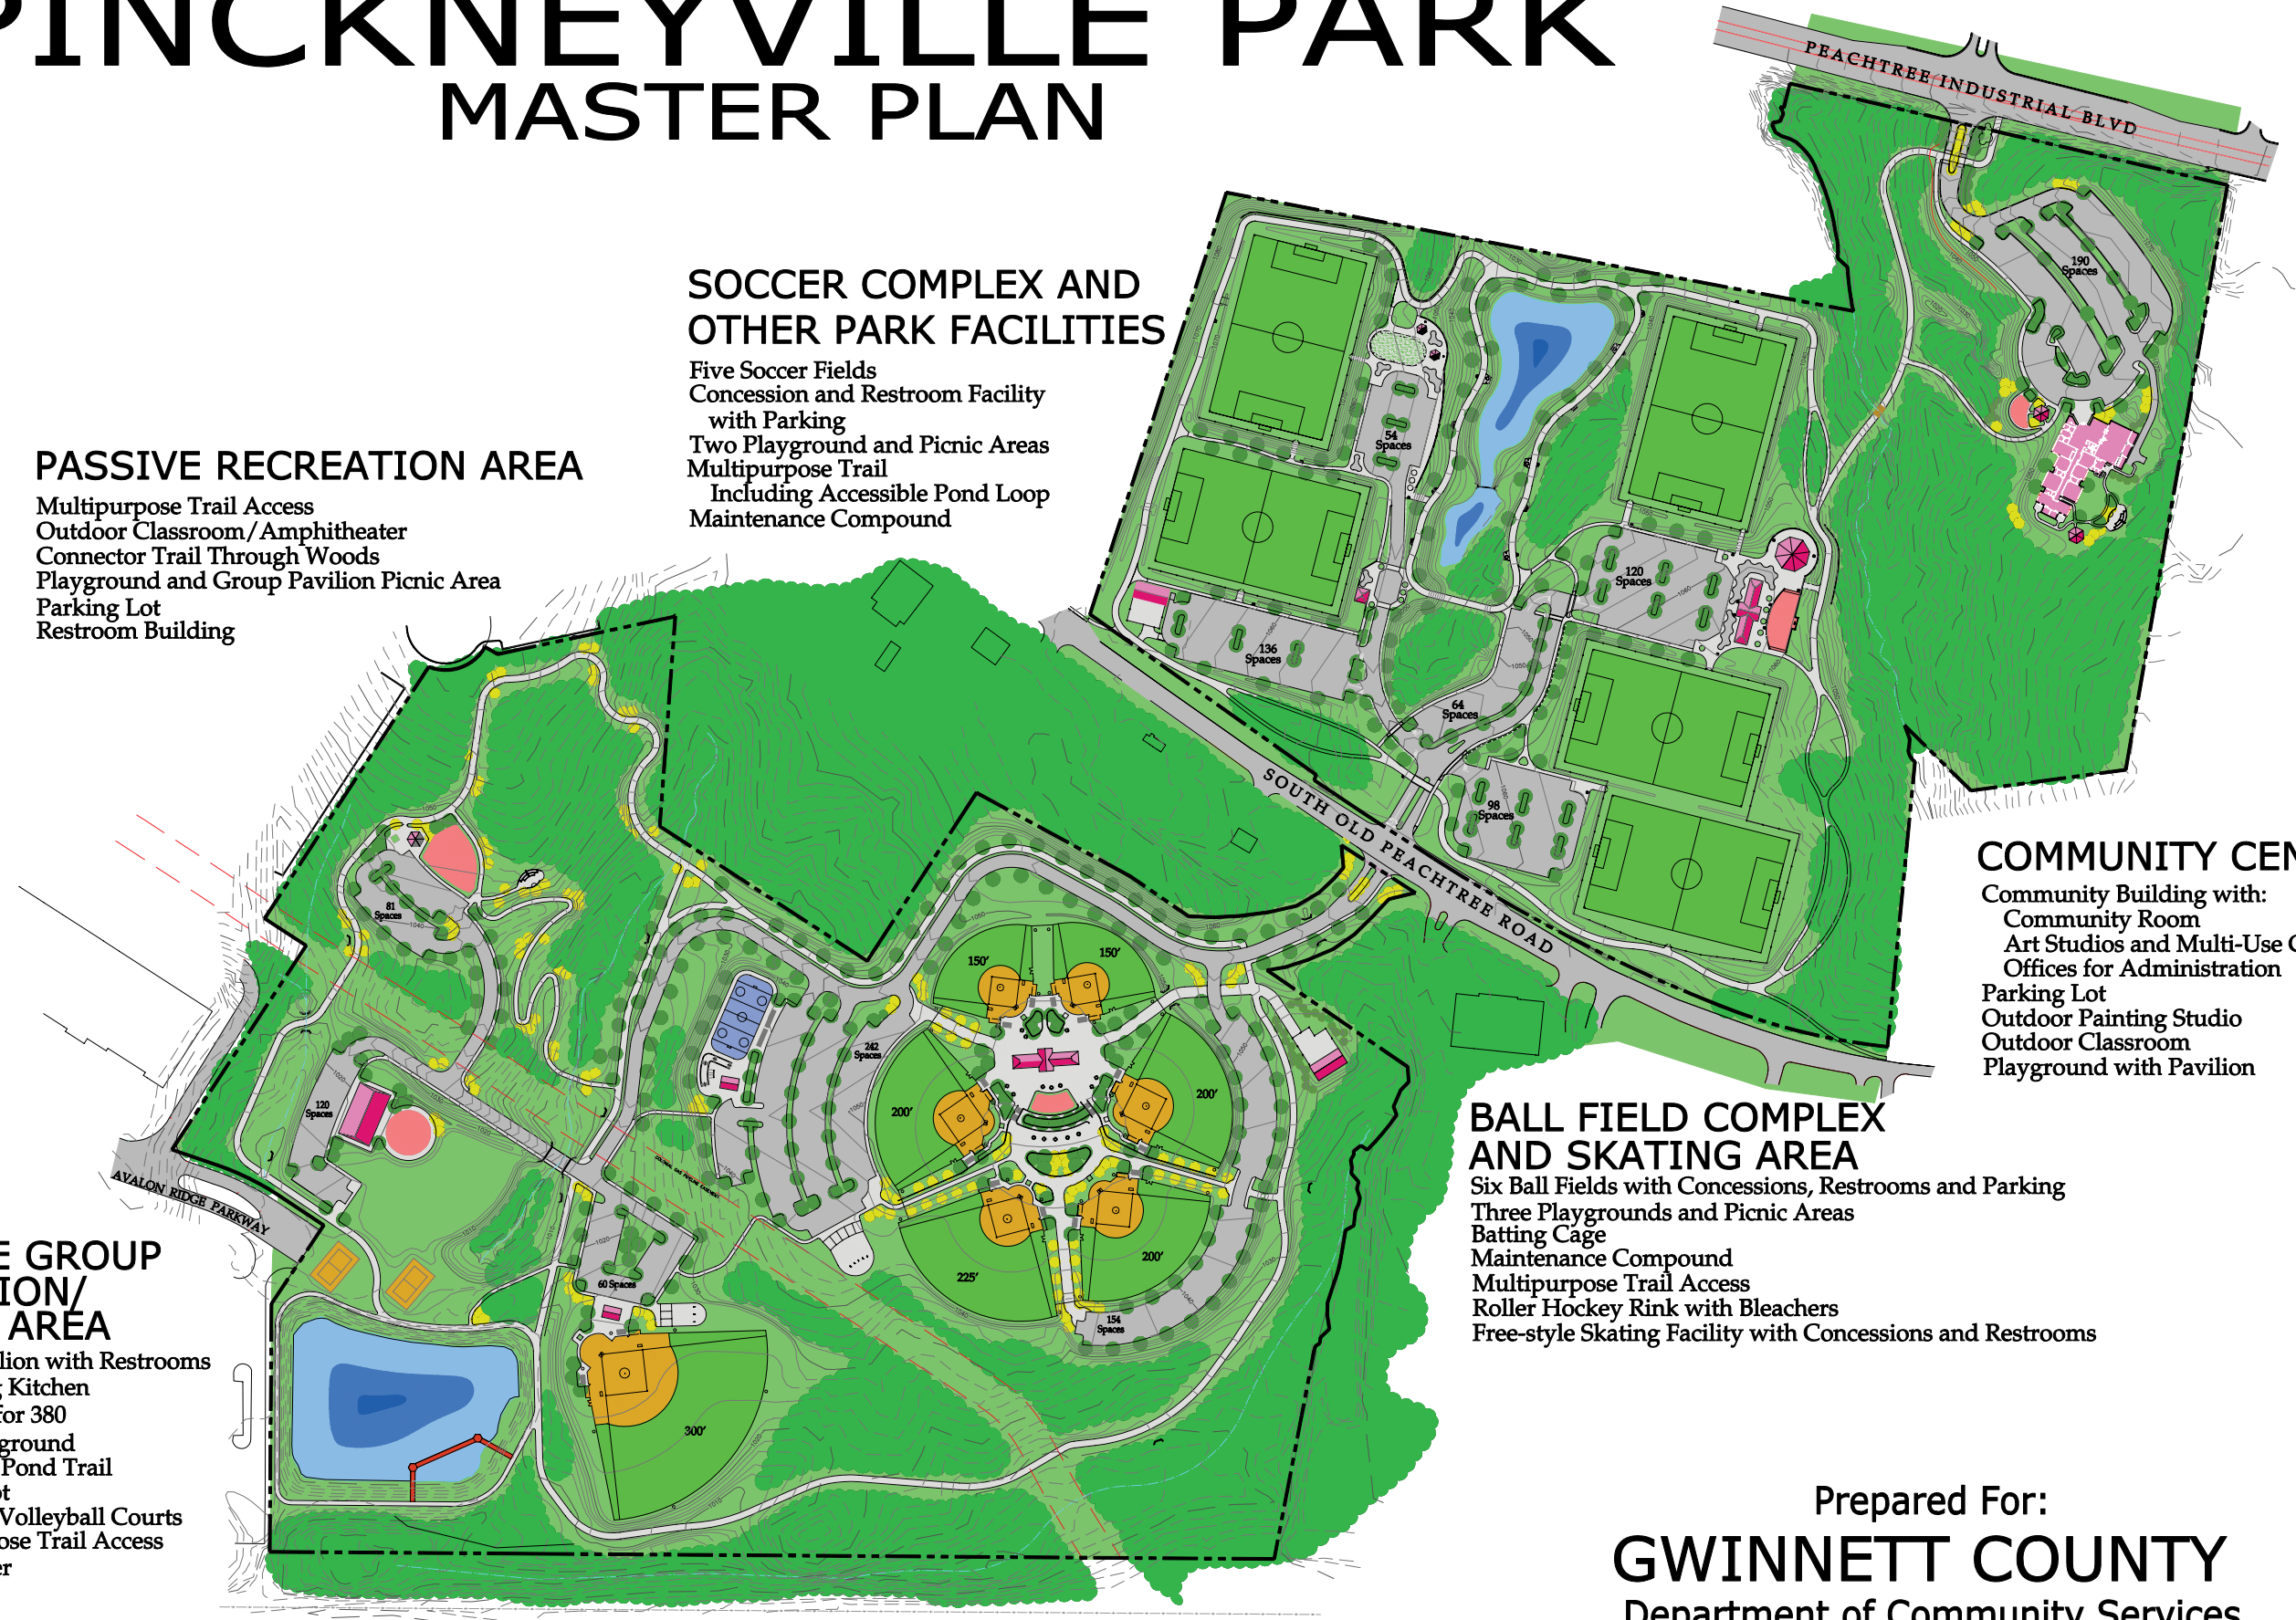 PINCKNEYVILLE PARK
MASTER PLAN
PEACHTREE INDUSTRIAL BLVD
190
Spaces
SOCCER COMPLEX AND
OTHER PARK FACILITIES
Five Soccer Fields
Concession and Restroom Facility
with Parking
Two Playground and Picnic Areas
Multipurpose Trail
Including Accessible Pond Loop
Maintenance Compound
54
Spaces
PASSIVE RECREATION AREA
Multipurpose Trail Access
Outdoor Classroom/Amphitheater
Connector Trail Through Woods
Playground and Group Pavilion Picnic Area
Parking Lot
Restroom Building
120
Spaces
136
Spaces
64
Spaces
98
Spaces
SOUTH OLD PEACHTREE ROAD
COMMUNITY CEN
Community Building with:
Community Room
Art Studios and Multi-Use
Offices for Administration
Parking Lot
Outdoor Painting Studio
Outdoor Classroom
Playground with Pavilion
81
Spaces
150'
150'
242
Spaces
200'
200'
120
Spaces
225'
200'
154
Spaces
COLONIAL GAS PIPELINE EASEMENT
AVALON RIDGE PARKWAY
60 Spaces
300'
BALL FIELD COMPLEX
AND SKATING AREA
Six Ball Fields with Concessions, Restrooms and Parking
Three Playgrounds and Picnic Areas
Batting Cage
Maintenance Compound
Multipurpose Trail Access
Roller Hockey Rink with Bleachers
Free-style Skating Facility with Concessions and Restrooms
E GROUP
ION/
AREA
lion with Restrooms
g Kitchen
for 380
ground
Pond Trail
ot
Volleyball Courts
ose Trail Access
er
Prepared For:
GWINNETT COUNTY
Department of Community Services